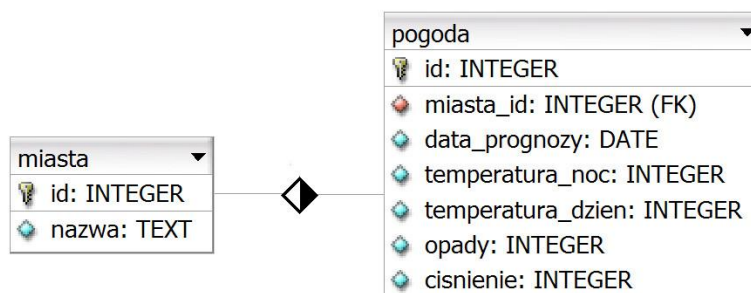 miasta
id: INTEGER
nazwa: TEXT
pogoda
id: INTEGER
miasta_id: INTEGER (FK)
data_prognozy: DATE
temperatura_noc: INTEGER
temperatura_dzien: INTEGER
opady: INTEGER
cisnienie: INTEGER